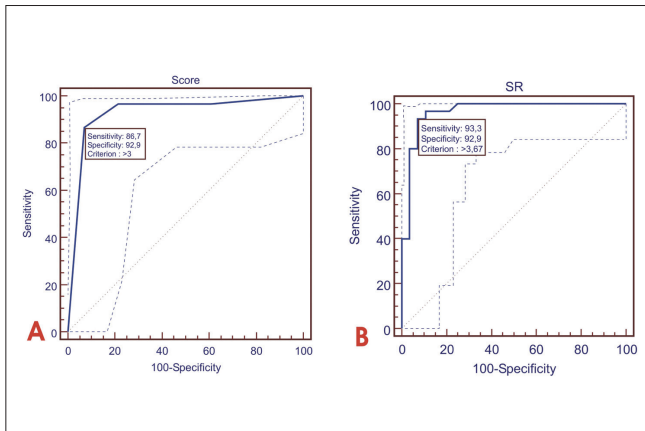 Score
100
80
60
40
20
0
Sensitivity
Sensitivity: 86,7
Specificity: 92,9
Criterion : >3
0 20 40 60 80 100
100-Specificity
A
SR
100
80
60
40
20
0
Sensitivity
Sensitivity: 93,3
Specificity: 92,9
Criterion : >3,67
0 20 40 60 80 100
100-Specificity
B